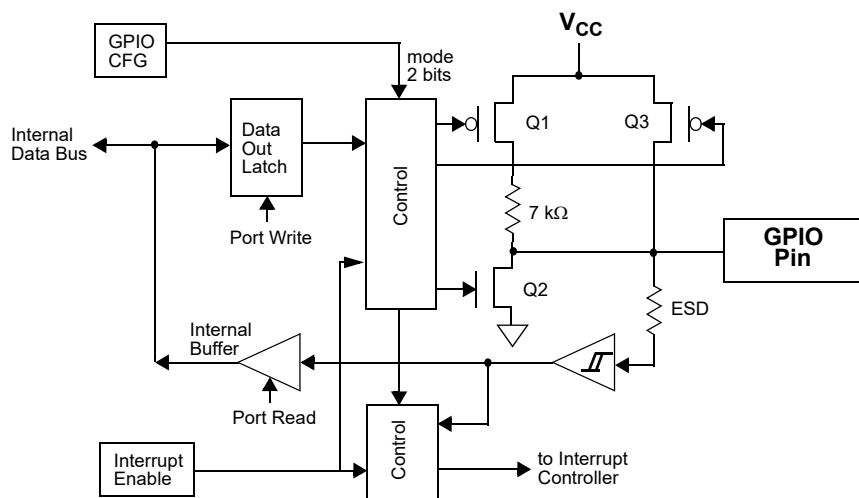 GPIO
CFG
mode
2 bits
VCC
Internal
Data Bus
Data
Out
Latch
Control
Q1
Q3
7 kΩ
Port Write
GPIO
Pin
Q2
ESD
Internal
Buffer
Port Read
Interrupt
Enable
Control
to Interrupt
Controller